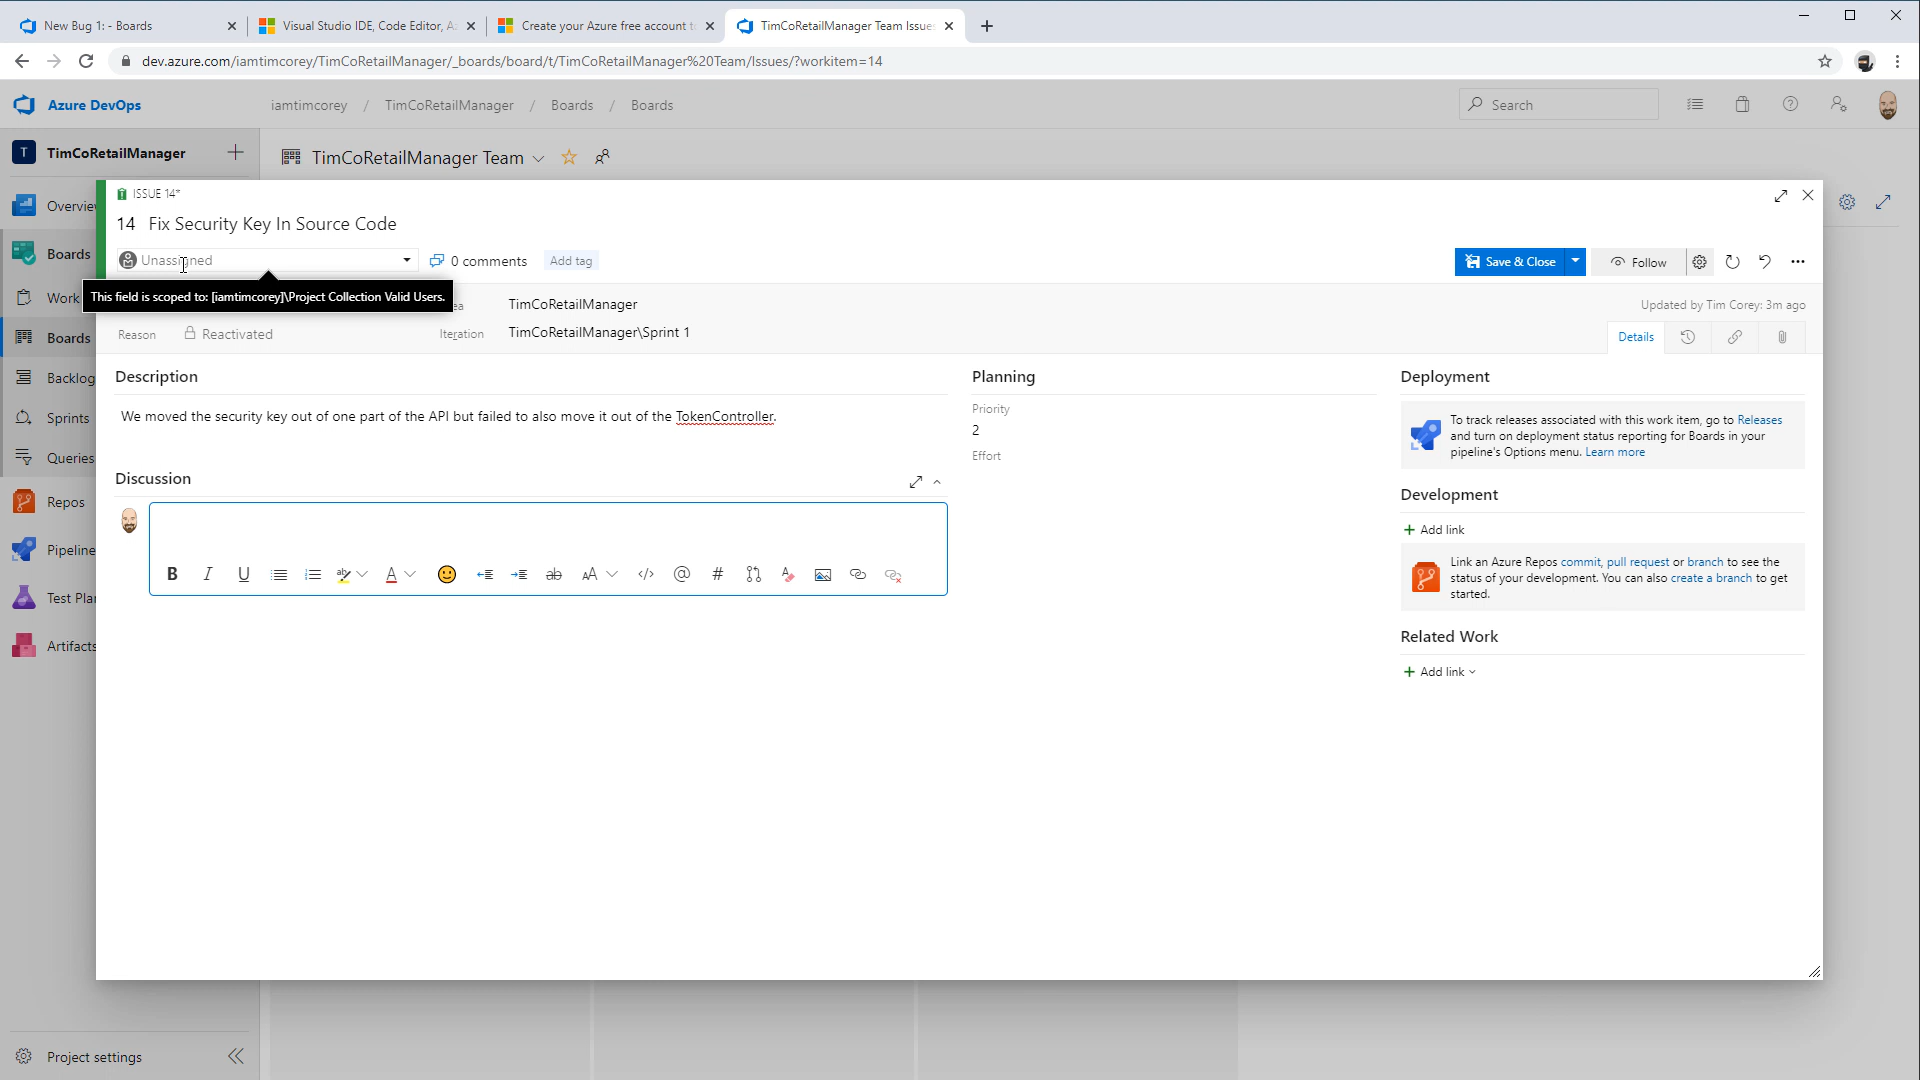 New Bug 1: - Boards
Visual Studio IDE, Code Editor, A
Create your Azure free account to
TimCoRetailManager Team Issues
dev.azure.com/iamtimcorey/TimCoRetailManager/_boards/board/t/TimCoRetailManager%20Team/Issues/?workitem=14
Azure DevOps
iamtimcorey / TimCoRetailManager / Boards / Boards
Search
T TimCoRetailManager
TimCoRetailManager Team
Overvie
Boards
Work
Boards
Backlog
Sprints
Queries
Repos
Pipeline
Test Pla
Artifacts
Project settings
ISSUE 14*
14 Fix Security Key In Source Code
Unassigned
0 comments
Add tag
Save & Close
Follow
This field is scoped to: [iamtimcorey]\Project Collection Valid Users.
ea TimCoRetailManager
Updated by Tim Corey: 3m ago
Reason Reactivated
Iteration TimCoRetailManager\Sprint 1
Details
Description
We moved the security key out of one part of the API but failed to also move it out of the TokenController.
Discussion
Planning
Priority
2
Effort
Deployment
To track releases associated with this work item, go to Releases
and turn on deployment status reporting for Boards in your
pipeline's Options menu. Learn more
Development
Add link
Link an Azure Repos commit, pull request or branch to see the
status of your development. You can also create a branch to get
started.
Related Work
Add link